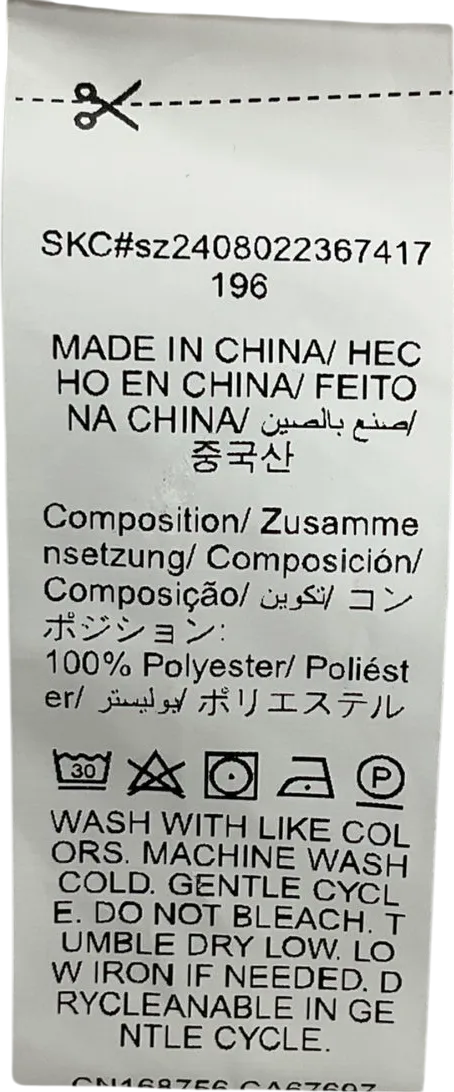 SKC#sz2408022367417
196
MADE IN CHINA/ HEC
HO EN CHINA/ FEITO
NA CHINA/ صنع بالصين/
중국산
Composition/ Zusamme
nsetzung/ Composición/
Composição/ تكوين/ コン
ポジション:
100% Polyester/ Poliést
er/ بوليستر/ ポリエステル
30
P
WASH WITH LIKE COL
ORS. MACHINE WASH
COLD. GENTLE CYCL
E. DO NOT BLEACH. T
UMBLE DRY LOW. LO
W IRON IF NEEDED. D
RYCLEANABLE IN GE
NTLE CYCLE.